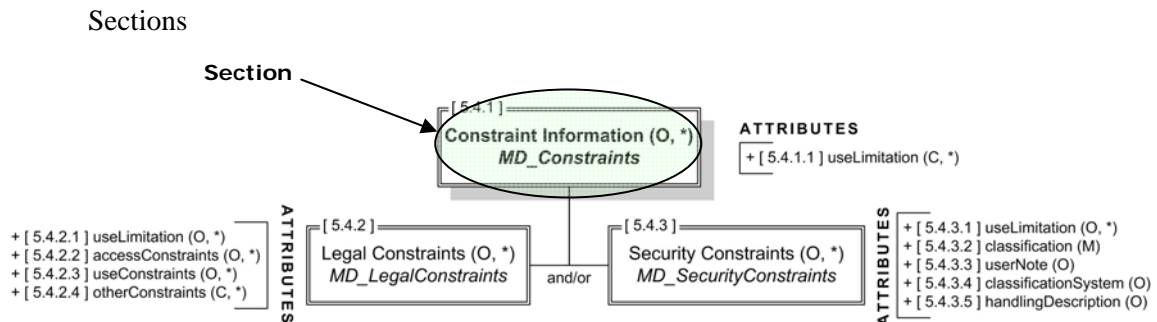 Sections
Section
[ 5.4.1 ]
Constraint Information (O, *)
MD_Constraints
ATTRIBUTES
+ [ 5.4.1.1 ] useLimitation (C, *)
ATTRIBUTES
+ [ 5.4.2.1 ] useLimitation (O, *)
+ [ 5.4.2.2 ] accessConstraints (O, *)
+ [ 5.4.2.3 ] useConstraints (O, *)
+ [ 5.4.2.4 ] otherConstraints (C, *)
[ 5.4.2 ]
Legal Constraints (O, *)
MD_LegalConstraints
and/or
[ 5.4.3 ]
Security Constraints (O, *)
MD_SecurityConstraints
ATTRIBUTES
+ [ 5.4.3.1 ] useLimitation (O, *)
+ [ 5.4.3.2 ] classification (M)
+ [ 5.4.3.3 ] userNote (O)
+ [ 5.4.3.4 ] classificationSystem (O)
+ [ 5.4.3.5 ] handlingDescription (O)